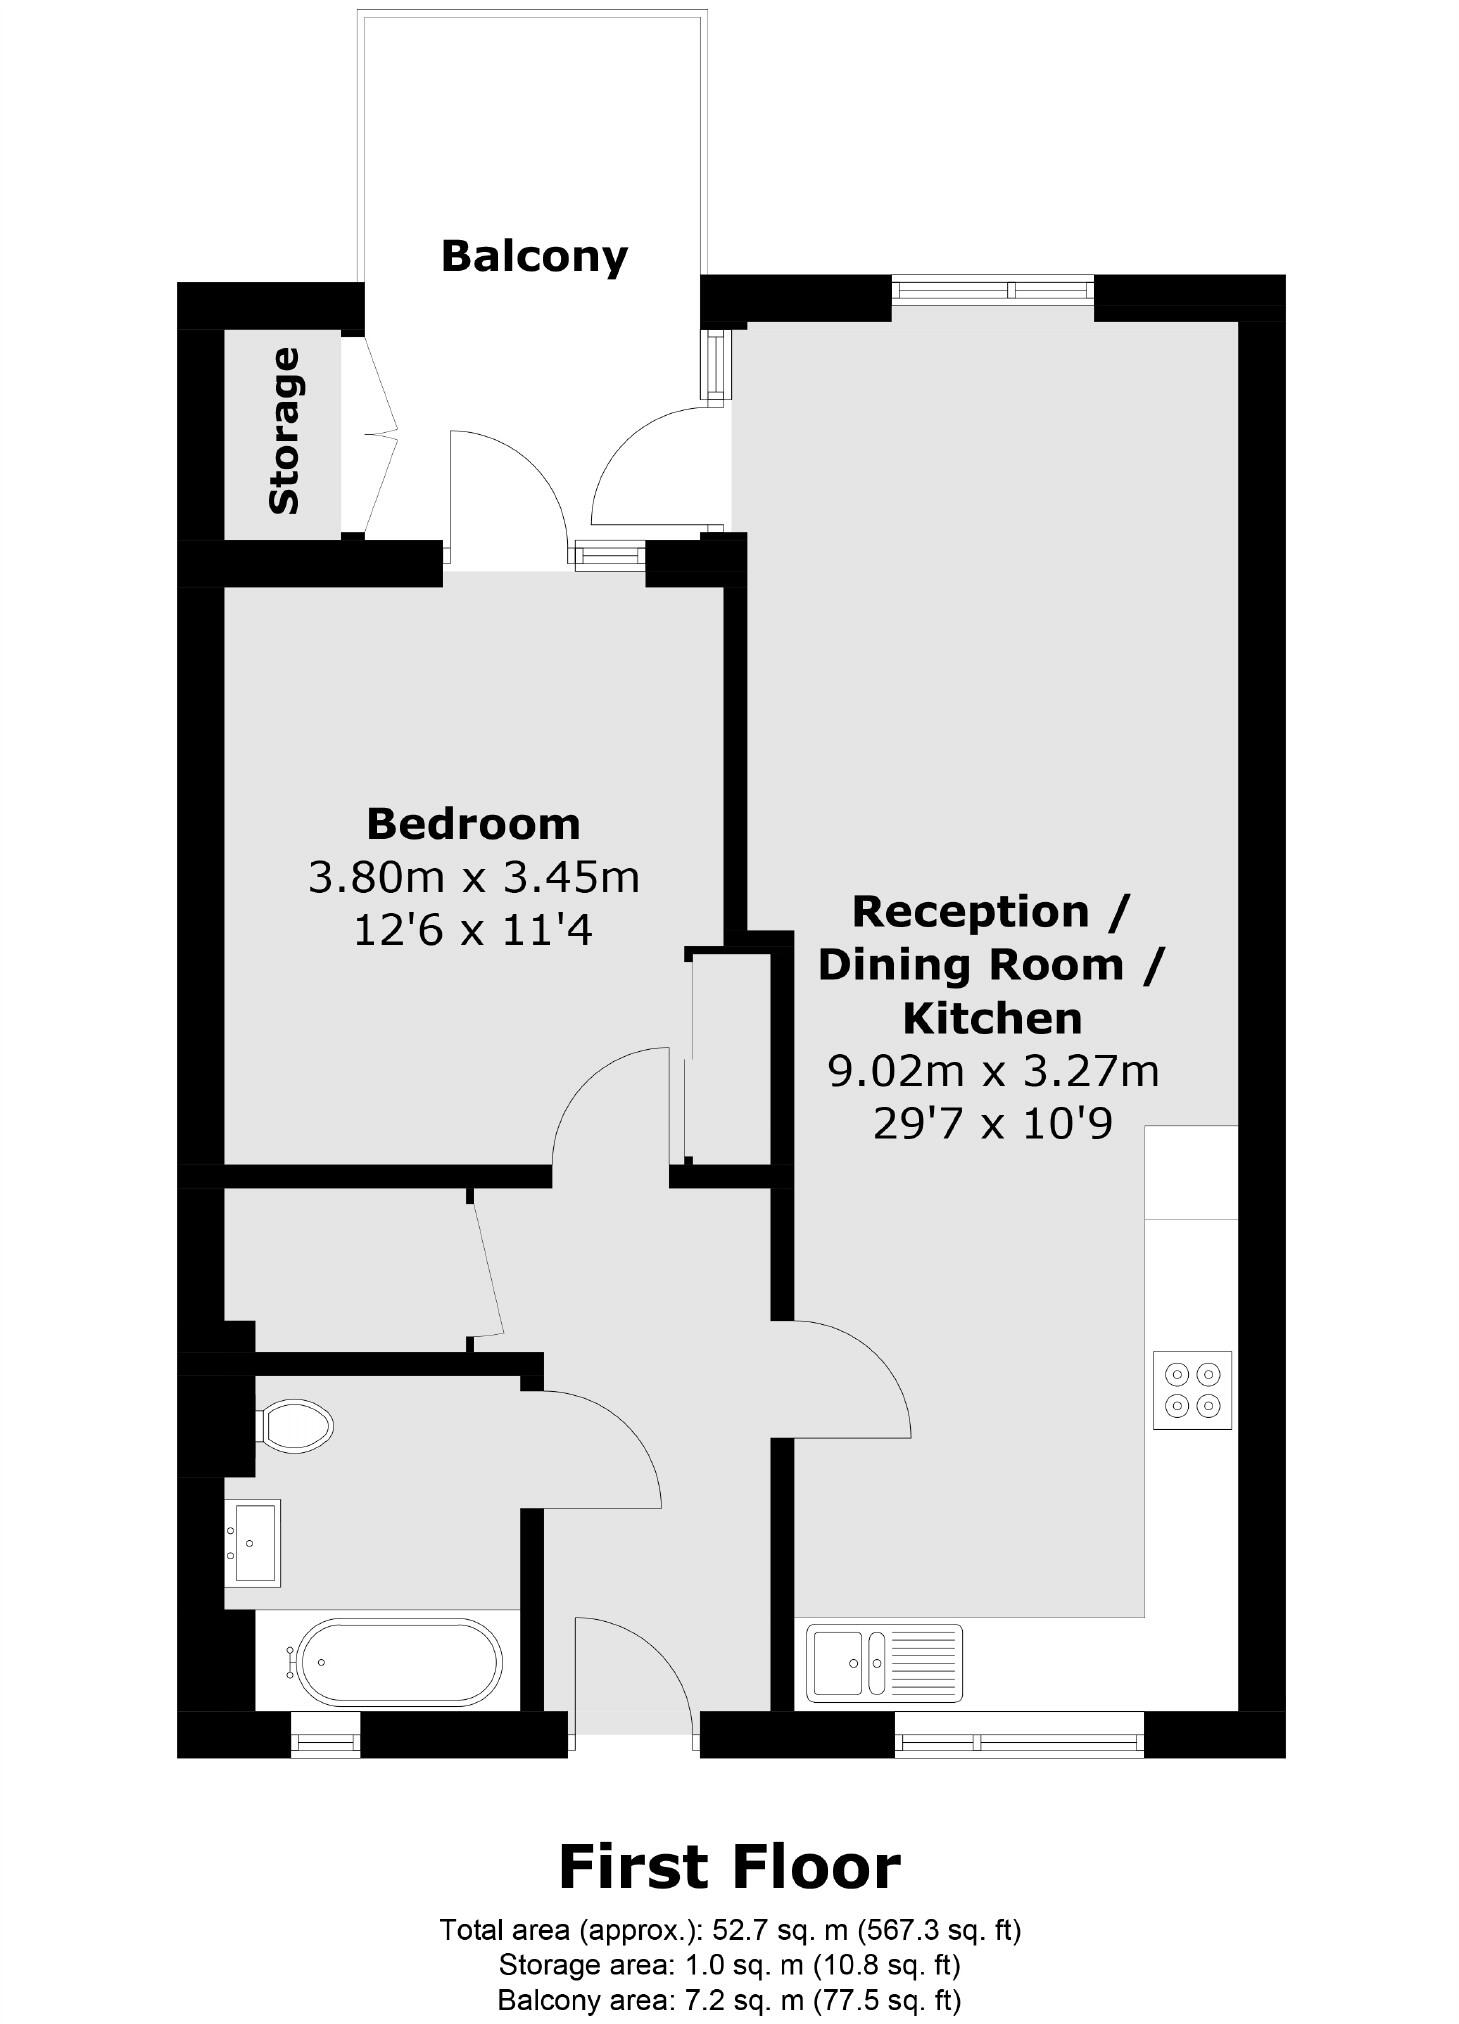 Balcony
Storage
Bedroom
3.80m x 3.45m
12'6 x 11'4
Reception /
Dining Room /
Kitchen
9.02m x 3.27m
29'7 x 10'9
First Floor
Total area (approx.): 52.7 sq. m (567.3 sq. ft)
Storage area: 1.0 sq. m (10.8 sq. ft)
Balcony area: 7.2 sq. m (77.5 sq. ft)